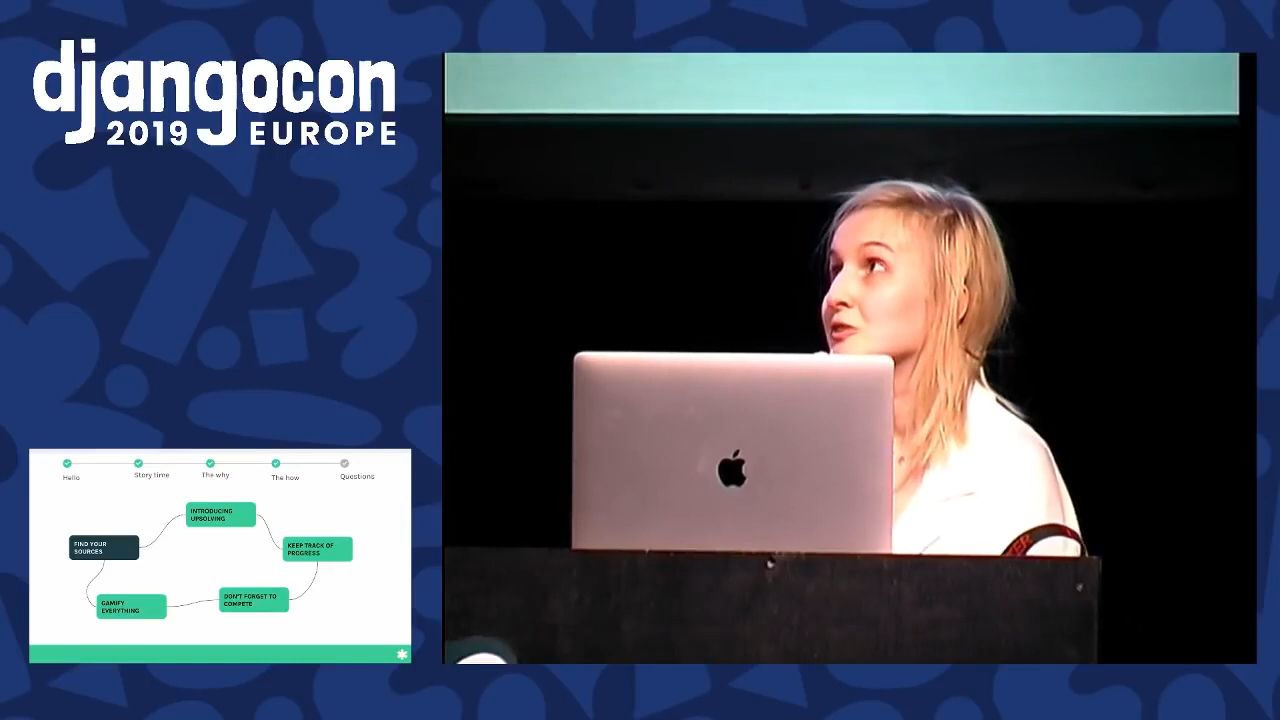 djangocon
2019 EUROPE
Hello
Story time
The why
The how
Questions
INTRODUCING
UPSOLVING
FIND YOUR
SOURCES
KEEP TRACK OF
PROGRESS
DON'T FORGET TO
COMPETE
GAMIFY
EVERYTHING